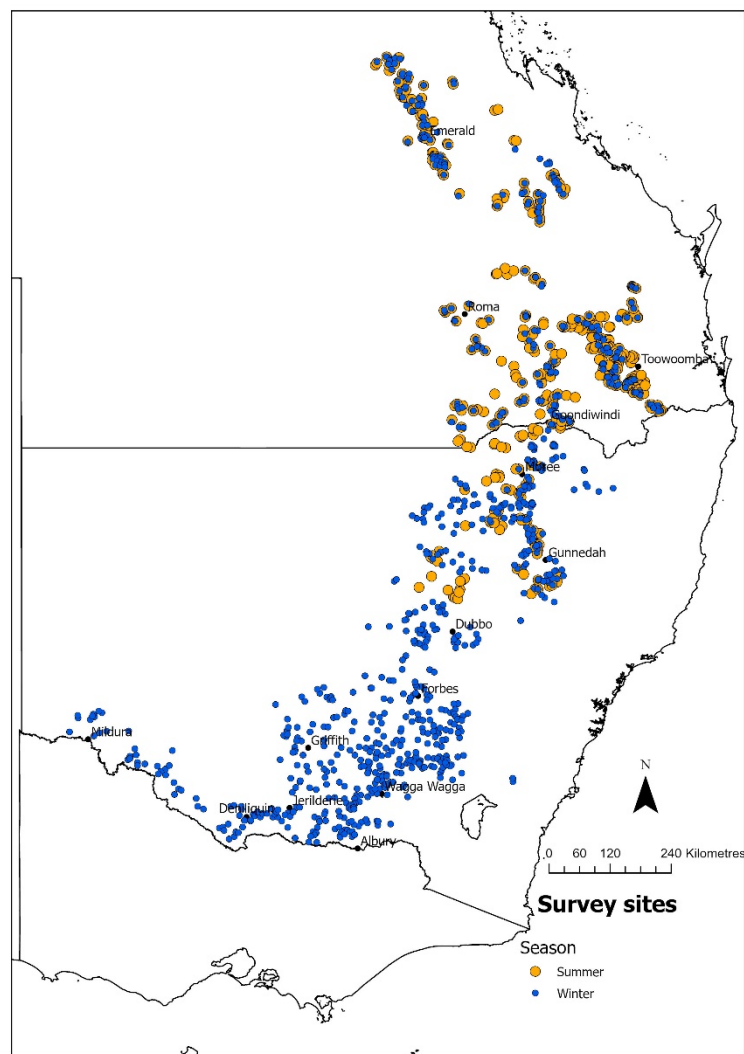 Emerald
Roma
Toowoomba
Goondiwindi
Moree
Gunnedah
Dubbo
Forbes
Mildura
Griffith
Wagga Wagga
Jerilderie
Deniliquin
Albury
N
0 60 120 240 Kilometres
Survey sites
Season
Summer
Winter